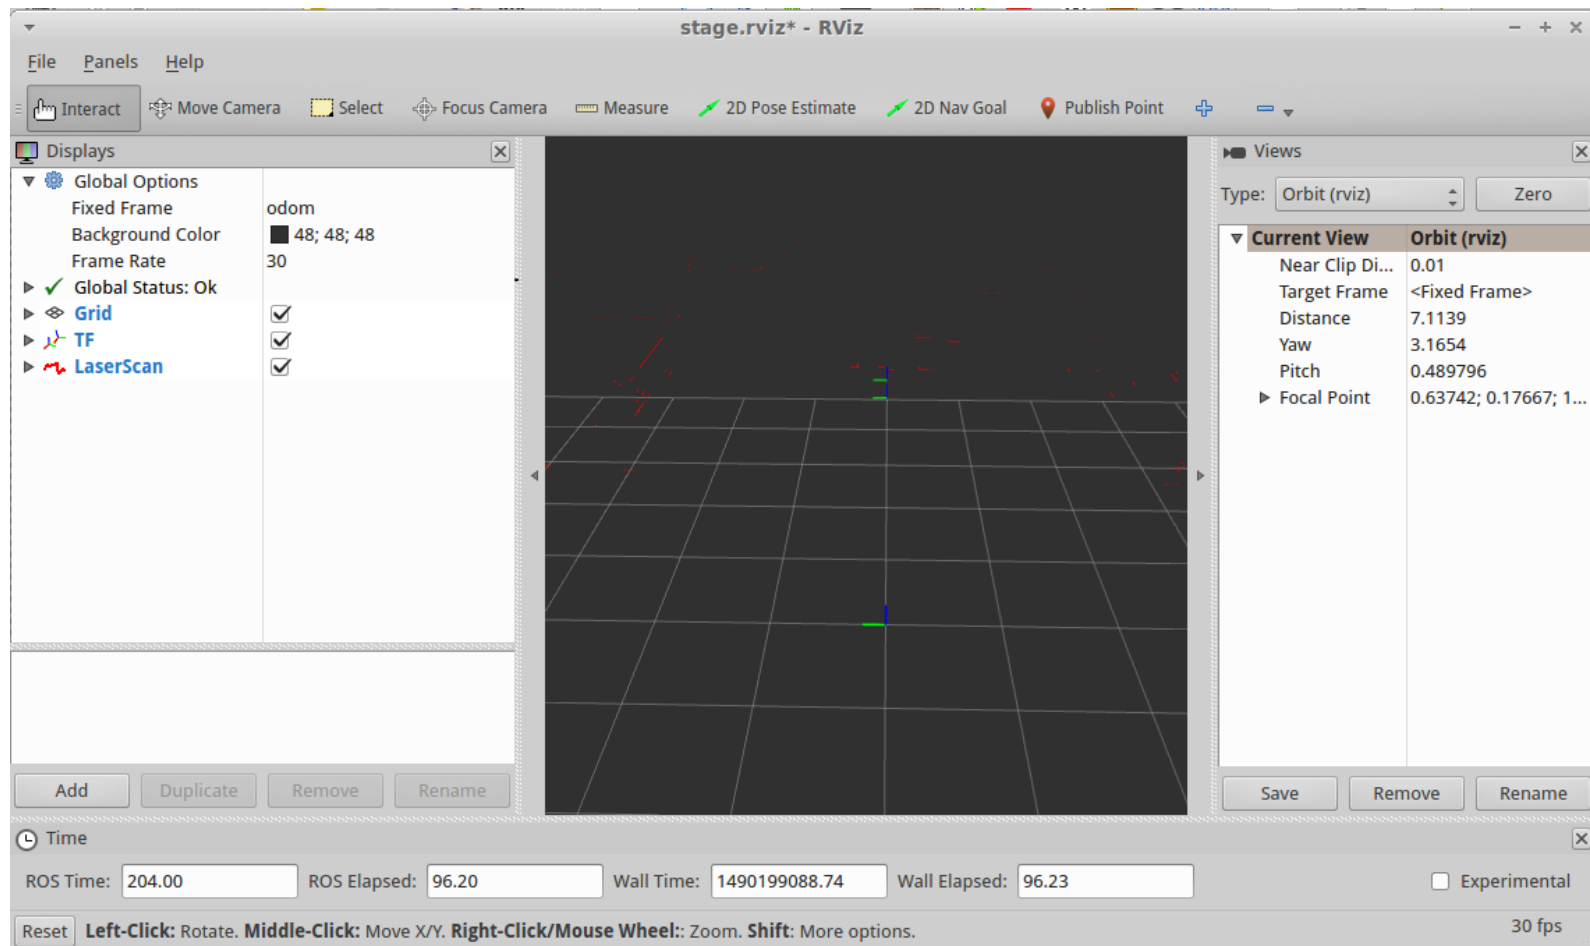 stage.rviz* - RViz
File Panels Help
Interact Move Camera Select Focus Camera Measure 2D Pose Estimate 2D Nav Goal Publish Point
Displays
Global Options
Fixed Frame odom
Background Color 48; 48; 48
Frame Rate 30
Global Status: Ok
Grid
TF
LaserScan
Add Duplicate Remove Rename
Views
Type: Orbit (rviz) Zero
Current View Orbit (rviz)
Near Clip Di... 0.01
Target Frame <Fixed Frame>
Distance 7.1139
Yaw 3.1654
Pitch 0.489796
Focal Point 0.63742; 0.17667; 1...
Save Remove Rename
Time
ROS Time: 204.00 ROS Elapsed: 96.20 Wall Time: 1490199088.74 Wall Elapsed: 96.23 Experimental
Reset Left-Click: Rotate. Middle-Click: Move X/Y. Right-Click/Mouse Wheel:: Zoom. Shift: More options. 30 fps